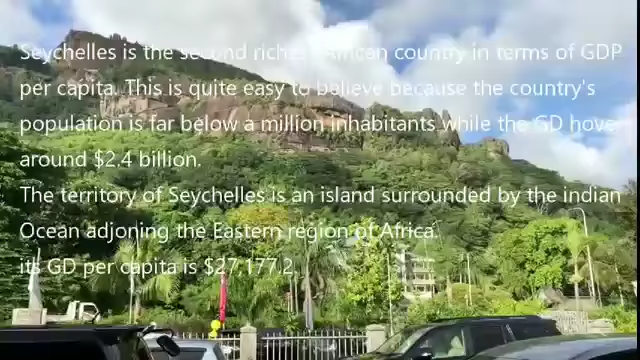 Seychelles is the second riches African country in terms of GDP
per capita. This is quite easy to believe because the country's
population is far below a million inhabitants while the GD hove
around $2.4 billion.
The territory of Seychelles is an island surrounded by the indian
Ocean adjoning the Eastern region of Africa.
its GD per capita is $27,177.2.